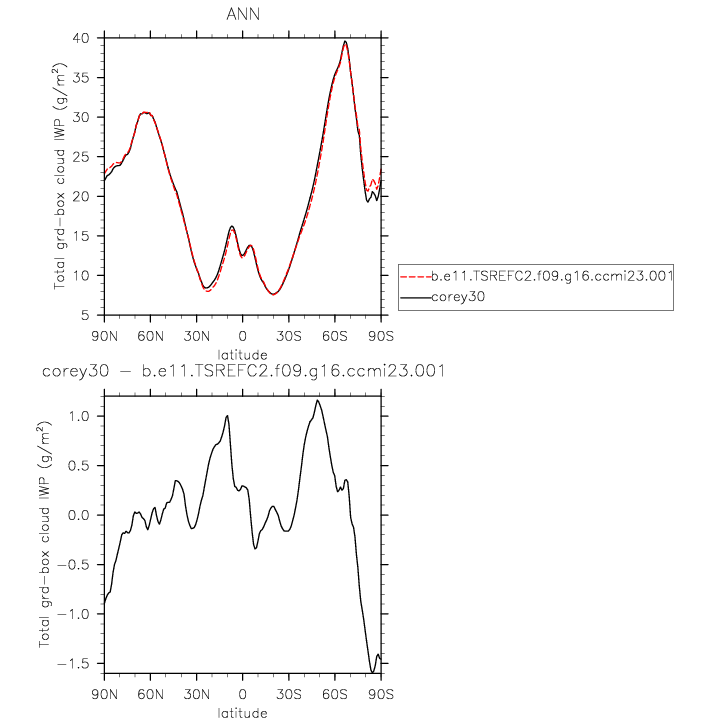 ANN
Total grd-box cloud IWP (g/m²)
40
35
30
25
20
15
10
5
90N 60N 30N 0 30S 60S 90S
latitude
b.e11.TSREFC2.f09.g16.ccmi23.001
corey30
corey30 - b.e11.TSREFC2.f09.g16.ccmi23.001
Total grd-box cloud IWP (g/m²)
1.0
0.5
0.0
-0.5
-1.0
-1.5
90N 60N 30N 0 30S 60S 90S
latitude